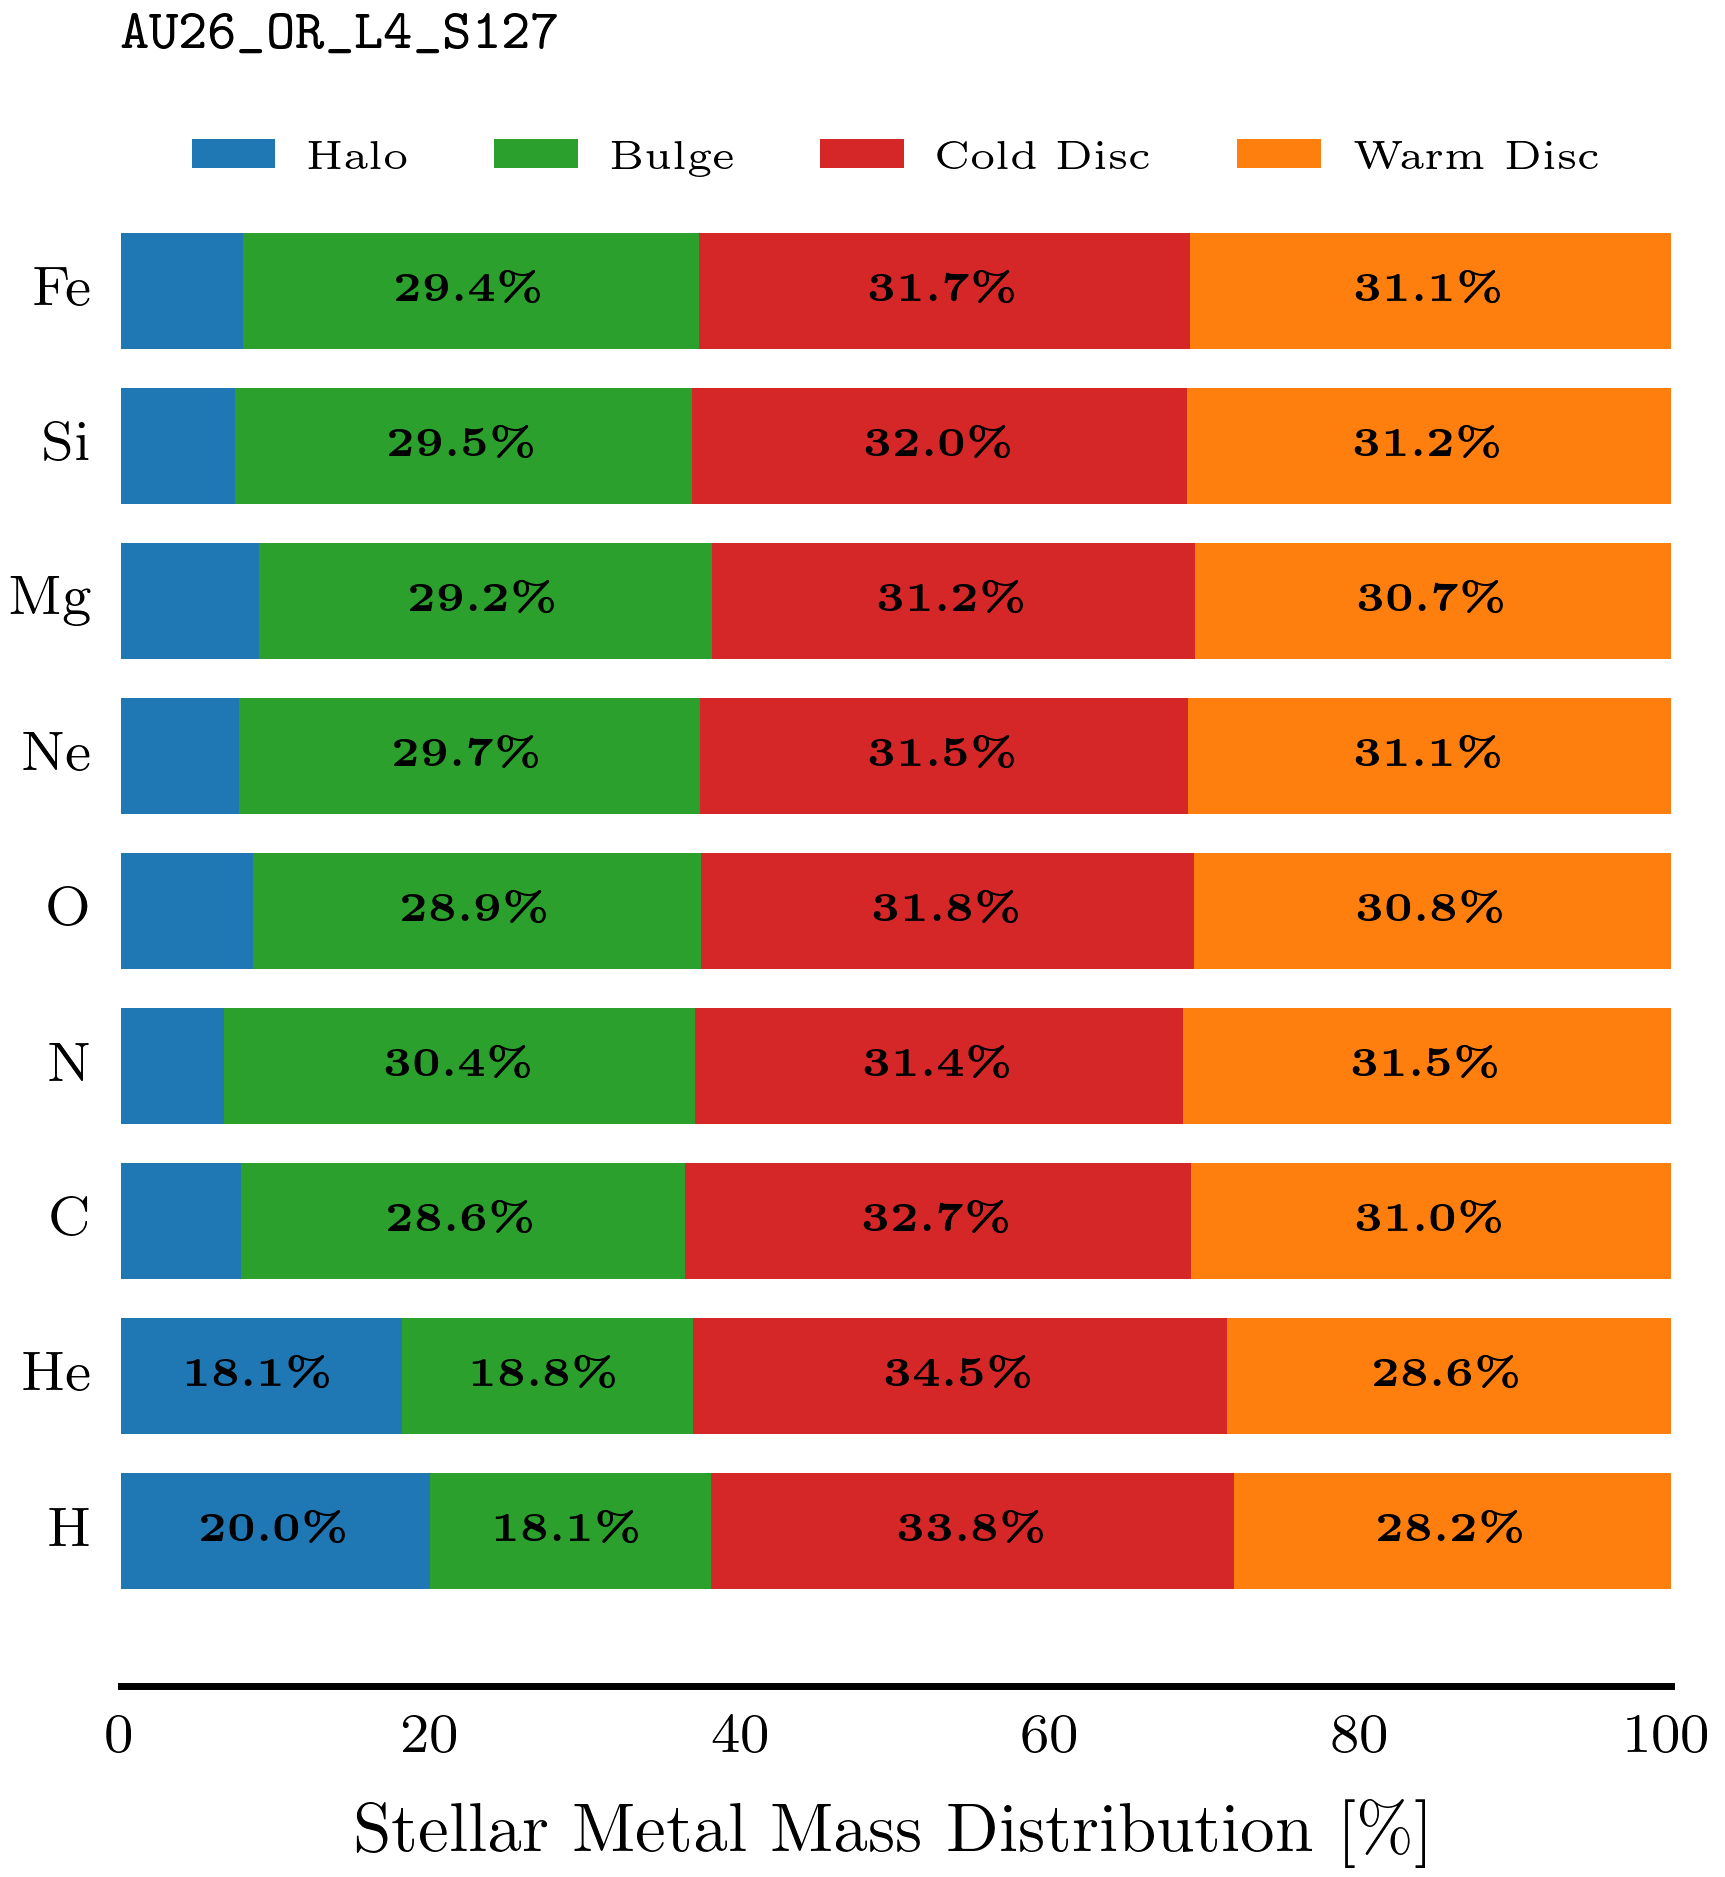 AU26_OR_L4_S127
Halo Bulge Cold Disc Warm Disc
Fe 29.4% 31.7% 31.1%
Si 29.5% 32.0% 31.2%
Mg 29.2% 31.2% 30.7%
Ne 29.7% 31.5% 31.1%
O 28.9% 31.8% 30.8%
N 30.4% 31.4% 31.5%
C 28.6% 32.7% 31.0%
He 18.1% 18.8% 34.5% 28.6%
H 20.0% 18.1% 33.8% 28.2%
0 20 40 60 80 100
Stellar Metal Mass Distribution [%]